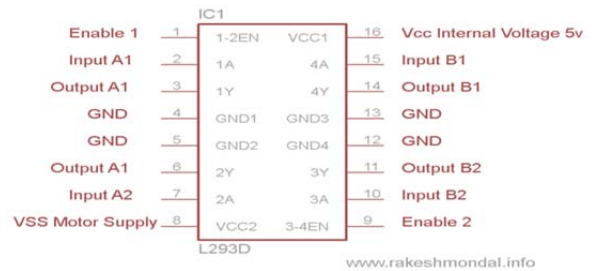 IC1
Enable 1 1 1-2EN VCC1 16 Vcc Internal Voltage 5v
Input A1 2 1A 4A 15 Input B1
Output A1 3 1Y 4Y 14 Output B1
GND 4 GND1 GND3 13 GND
GND 5 GND2 GND4 12 GND
Output A1 6 2Y 3Y 11 Output B2
Input A2 7 2A 3A 10 Input B2
VSS Motor Supply 8 VCC2 3-4EN 9 Enable 2
L293D
www.rakeshmondal.info